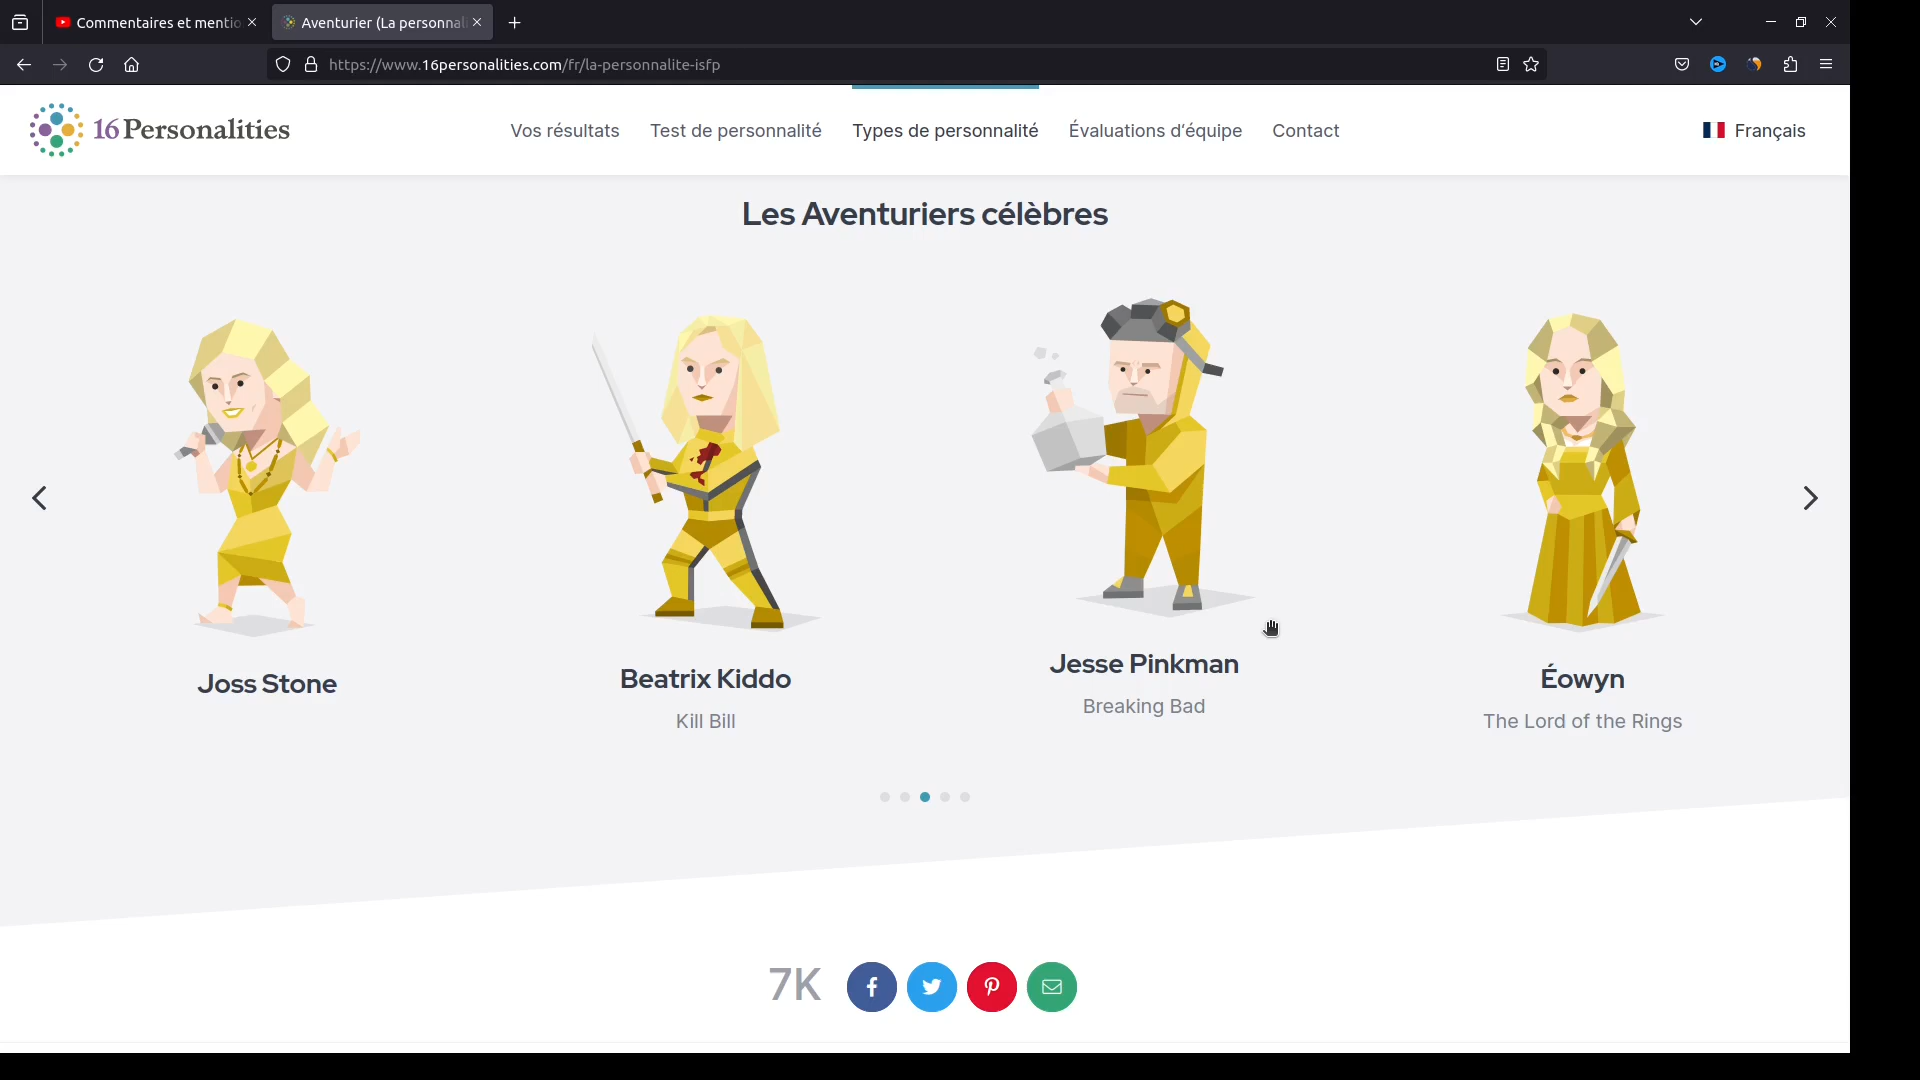 Commentaires et mentio
Aventurier (La personnal
https://www.16personalities.com/fr/la-personnalite-isfp
16Personalities
Vos résultats
Test de personnalité
Types de personnalité
Évaluations d'équipe
Contact
Français
Les Aventuriers célèbres
Joss Stone
Beatrix Kiddo
Kill Bill
Jesse Pinkman
Breaking Bad
Éowyn
The Lord of the Rings
7K